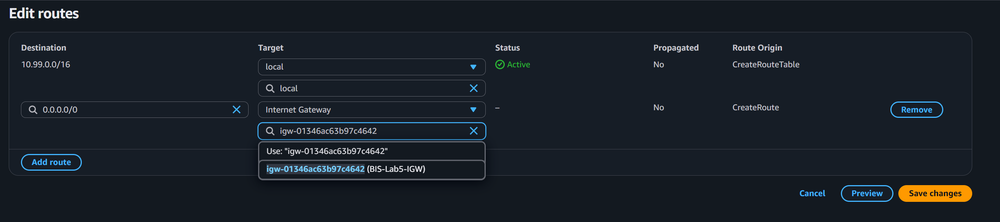 Edit routes
Destination Target Status Propagated Route Origin
10.99.0.0/16 local Active No CreateRouteTable
local
0.0.0.0/0 Internet Gateway – No CreateRoute Remove
igw-01346ac63b97c4642
Use: "igw-01346ac63b97c4642"
Add route
igw-01346ac63b97c4642 (BIS-Lab5-IGW)
Cancel Preview Save changes